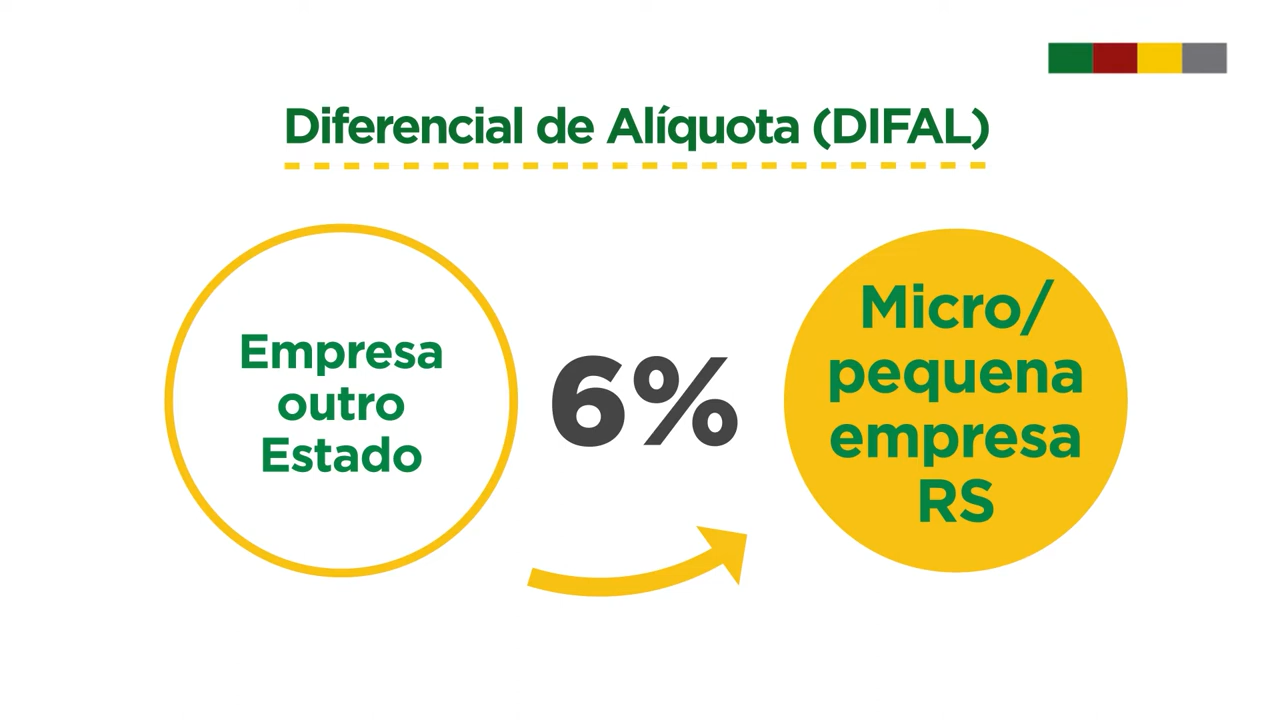 Diferencial de Alíquota (DIFAL)
Empresa
outro
Estado
6%
Micro/
pequena
empresa
RS